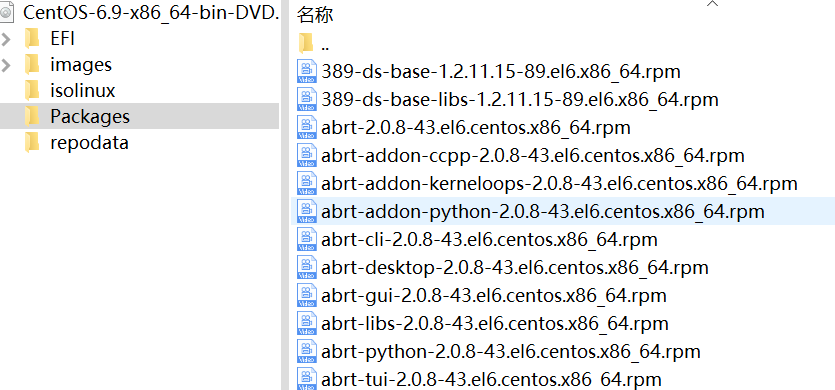 CentOS-6.9-x86_64-bin-DVD.
EFI
images
isolinux
Packages
repodata
名称
..
389-ds-base-1.2.11.15-89.el6.x86_64.rpm
389-ds-base-libs-1.2.11.15-89.el6.x86_64.rpm
abrt-2.0.8-43.el6.centos.x86_64.rpm
abrt-addon-ccpp-2.0.8-43.el6.centos.x86_64.rpm
abrt-addon-kerneloops-2.0.8-43.el6.centos.x86_64.rpm
abrt-addon-python-2.0.8-43.el6.centos.x86_64.rpm
abrt-cli-2.0.8-43.el6.centos.x86_64.rpm
abrt-desktop-2.0.8-43.el6.centos.x86_64.rpm
abrt-gui-2.0.8-43.el6.centos.x86_64.rpm
abrt-libs-2.0.8-43.el6.centos.x86_64.rpm
abrt-python-2.0.8-43.el6.centos.x86_64.rpm
abrt-tui-2.0.8-43.el6.centos.x86_64.rpm